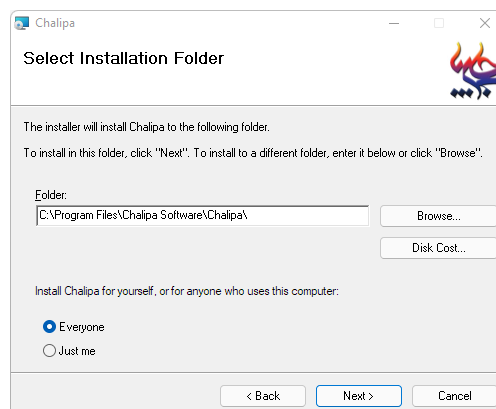 Chalipa
Select Installation Folder
چلیپا
The installer will install Chalipa to the following folder.
To install in this folder, click "Next". To install to a different folder, enter it below or click "Browse".
Folder:
C:\Program Files\Chalipa Software\Chalipa\
Browse...
Disk Cost...
Install Chalipa for yourself, or for anyone who uses this computer:
Everyone
Just me
< Back
Next >
Cancel